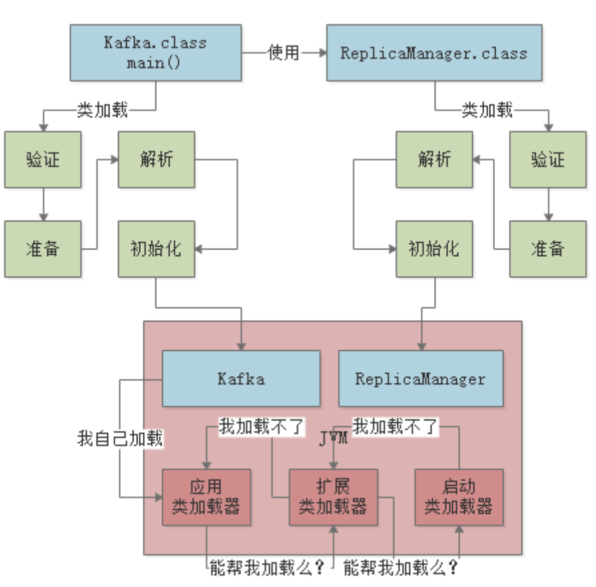 Kafka.class
main()
使用
ReplicaManager.class
类加载
类加载
验证
解析
解析
验证
准备
初始化
初始化
准备
Kafka
ReplicaManager
我加载不了
我加载不了
我自己加载
JVM
应用
类加载器
扩展
类加载器
启动
类加载器
能帮我加载么?
能帮我加载么?